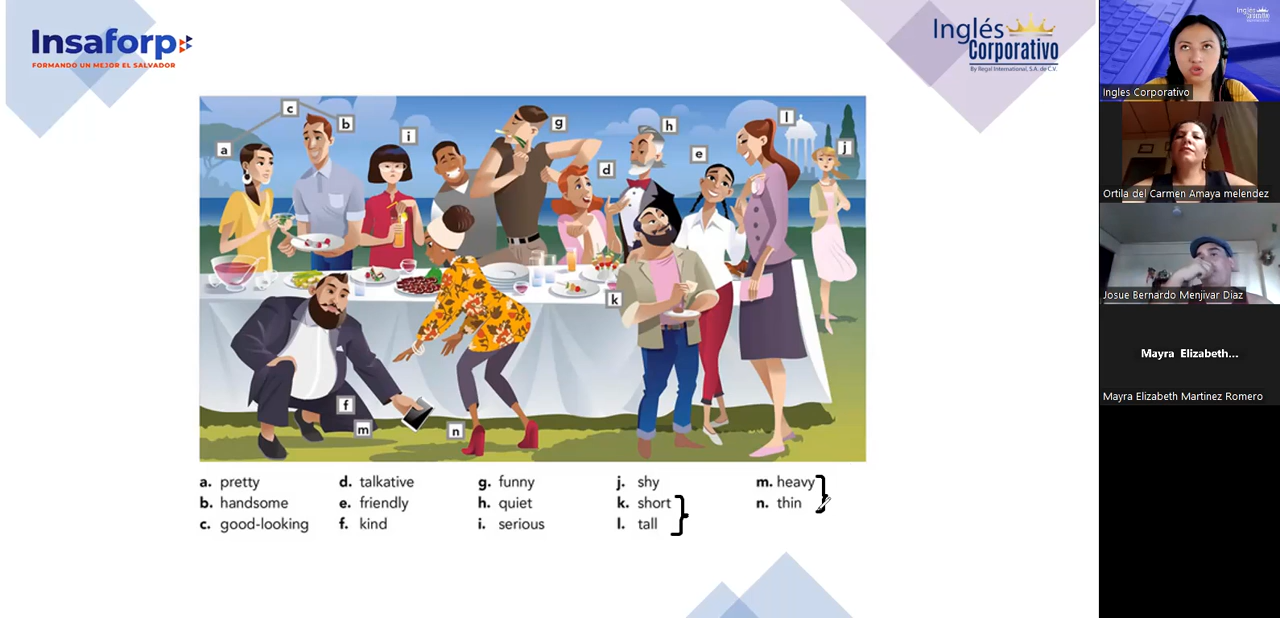 Insaforp
FORMANDO UN MEJOR EL SALVADOR
Inglés
Corporativo
By Regal International, S.A. de C.V.
c
a
b
i
g
d
h
e
l
j
k
f
m
n
a. pretty
b. handsome
c. good-looking
d. talkative
e. friendly
f. kind
g. funny
h. quiet
i. serious
j. shy
k. short
l. tall
m. heavy
n. thin
Inglés
Corporativo
Ingles Corporativo
Ortila del Carmen Amaya melendez
Josue Bernardo Menjivar Diaz
Mayra Elizabeth...
Mayra Elizabeth Martinez Romero